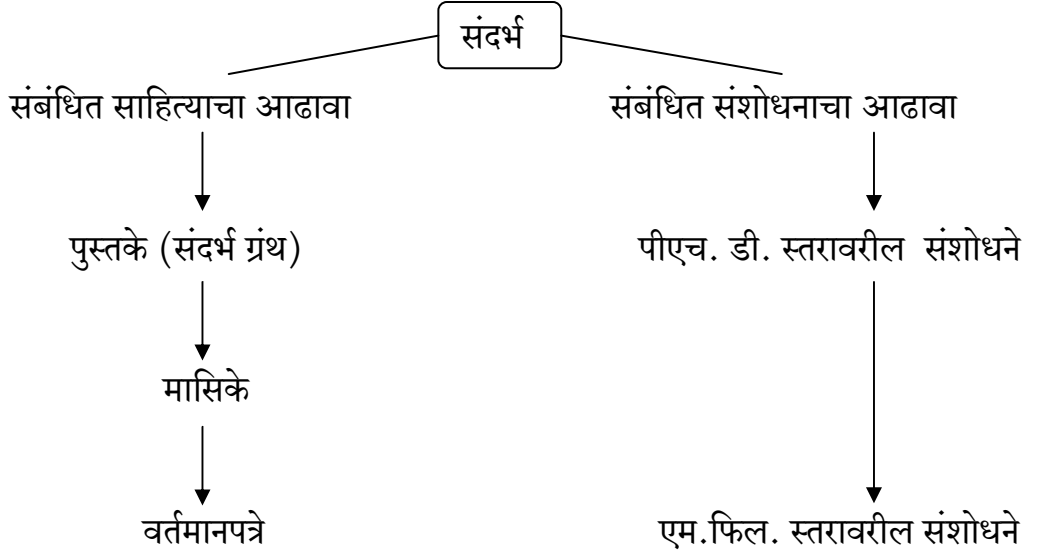 संदर्भ
संबंधित साहित्याचा आढावा
संबंधित संशोधनाचा आढावा
पुस्तके (संदर्भ ग्रंथ)
पीएच. डी. स्तरावरील संशोधने
मासिके
वर्तमानपत्रे
एम.फिल. स्तरावरील संशोधने